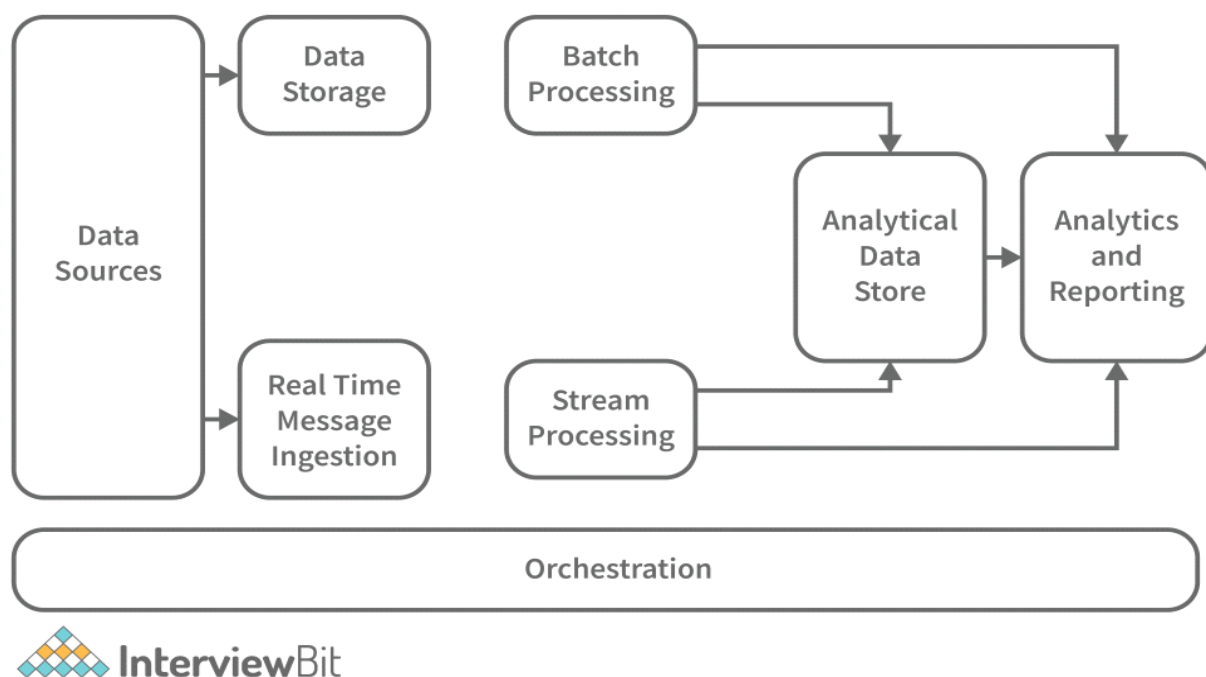 Data
Sources
Data
Storage
Real Time
Message
Ingestion
Batch
Processing
Stream
Processing
Analytical
Data
Store
Analytics
and
Reporting
Orchestration
InterviewBit